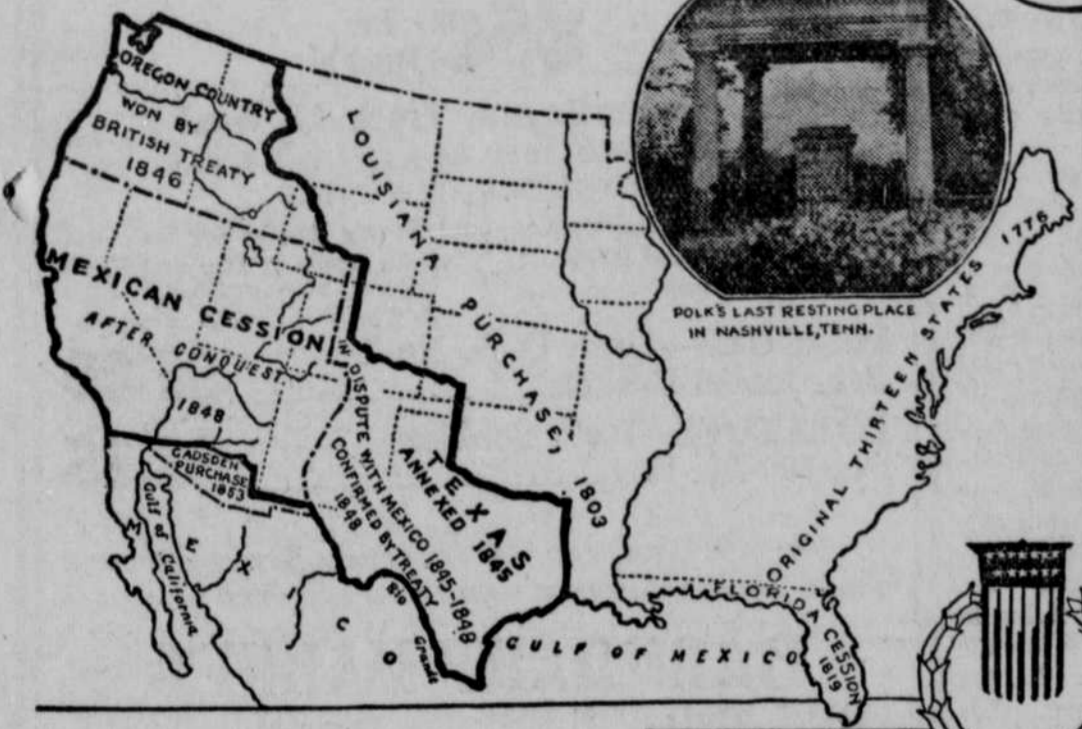 OREGON COUNTRY
WON BY
BRITISH TREATY
1846
LOUISIANA
PURCHASE,
1803
MEXICAN CESSION
AFTER CONQUEST
1848
GADSDEN
PURCHASE
1853
IN DISPUTE WITH MEXICO 1845-1848
CONFIRMED BY TREATY
1848
TEXAS
ANNEXED 1845
Rio Grande
Gulf of California
MEXICO
GULF OF MEXICO
FLORIDA CESSION
1819
ORIGINAL THIRTEEN STATES
1776
POLK'S LAST RESTING PLACE
IN NASHVILLE, TENN.